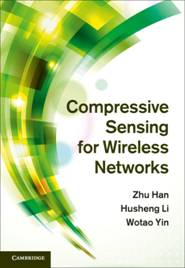 Compressive
Sensing
for Wireless
Networks
Zhu Han
Husheng Li
Wotao Yin
CAMBRIDGE